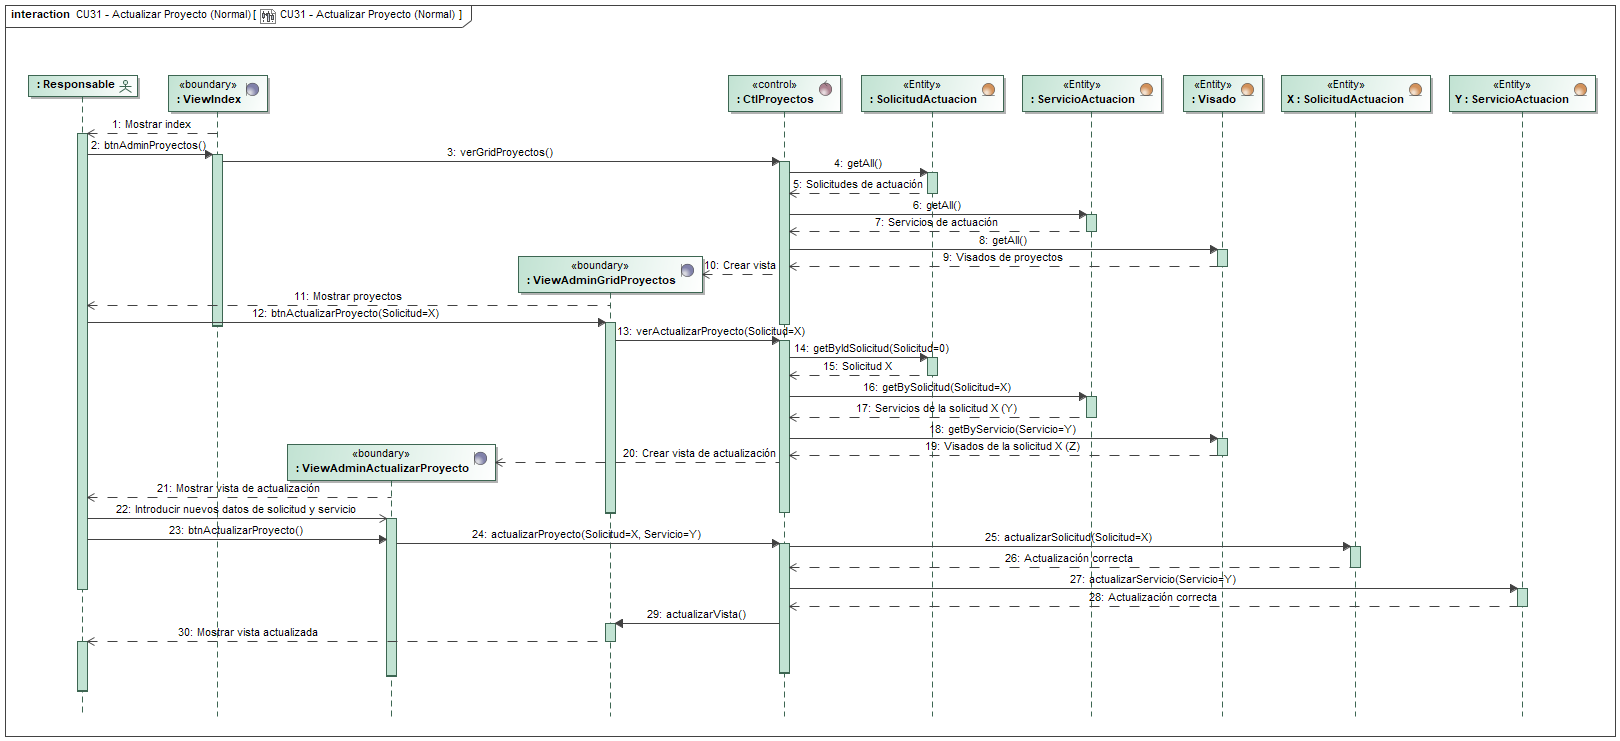 interaction CU31 - Actualizar Proyecto (Normal) [ CU31 - Actualizar Proyecto (Normal) ]
: Responsable
«boundary»
: ViewIndex
«control»
: CtlProyectos
«Entity»
: SolicitudActuacion
«Entity»
: ServicioActuacion
«Entity»
: Visado
«Entity»
X : SolicitudActuacion
«Entity»
Y : ServicioActuacion
1: Mostrar index
2: btnAdminProyectos()
3: verGridProyectos()
4: getAll()
5: Solicitudes de actuación
6: getAll()
7: Servicios de actuación
8: getAll()
9: Visados de proyectos
10: Crear vista
«boundary»
: ViewAdminGridProyectos
11: Mostrar proyectos
12: btnActualizarProyecto(Solicitud=X)
13: verActualizarProyecto(Solicitud=X)
14: getByIdSolicitud(Solicitud=0)
15: Solicitud X
16: getBySolicitud(Solicitud=X)
17: Servicios de la solicitud X (Y)
18: getByServicio(Servicio=Y)
19: Visados de la solicitud X (Z)
20: Crear vista de actualización
«boundary»
: ViewAdminActualizarProyecto
21: Mostrar vista de actualización
22: Introducir nuevos datos de solicitud y servicio
23: btnActualizarProyecto()
24: actualizarProyecto(Solicitud=X, Servicio=Y)
25: actualizarSolicitud(Solicitud=X)
26: Actualización correcta
27: actualizarServicio(Servicio=Y)
28: Actualización correcta
29: actualizarVista()
30: Mostrar vista actualizada